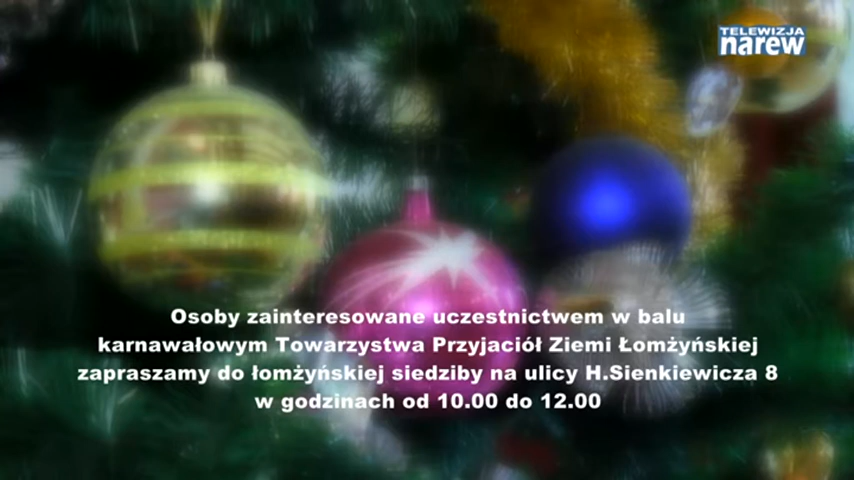 TELEWIZJA
narew
Osoby zainteresowane uczestnictwem w balu
karnawałowym Towarzystwa Przyjaciół Ziemi Łomżyńskiej
zapraszamy do łomżyńskiej siedziby na ulicy H.Sienkiewicza 8
w godzinach od 10.00 do 12.00